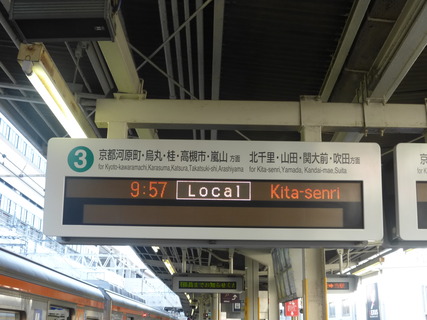 3
京都河原町・烏丸・桂・高槻市・嵐山 方面
for Kyoto-kawaramachi,Karasuma,Katsura,Takatsuki-shi,Arashiyama
北千里・山田・関大前・吹田方面
for Kita-senri,Yamada, Kandai-mae,Suita
9:57 Local Kita-senri
京
for